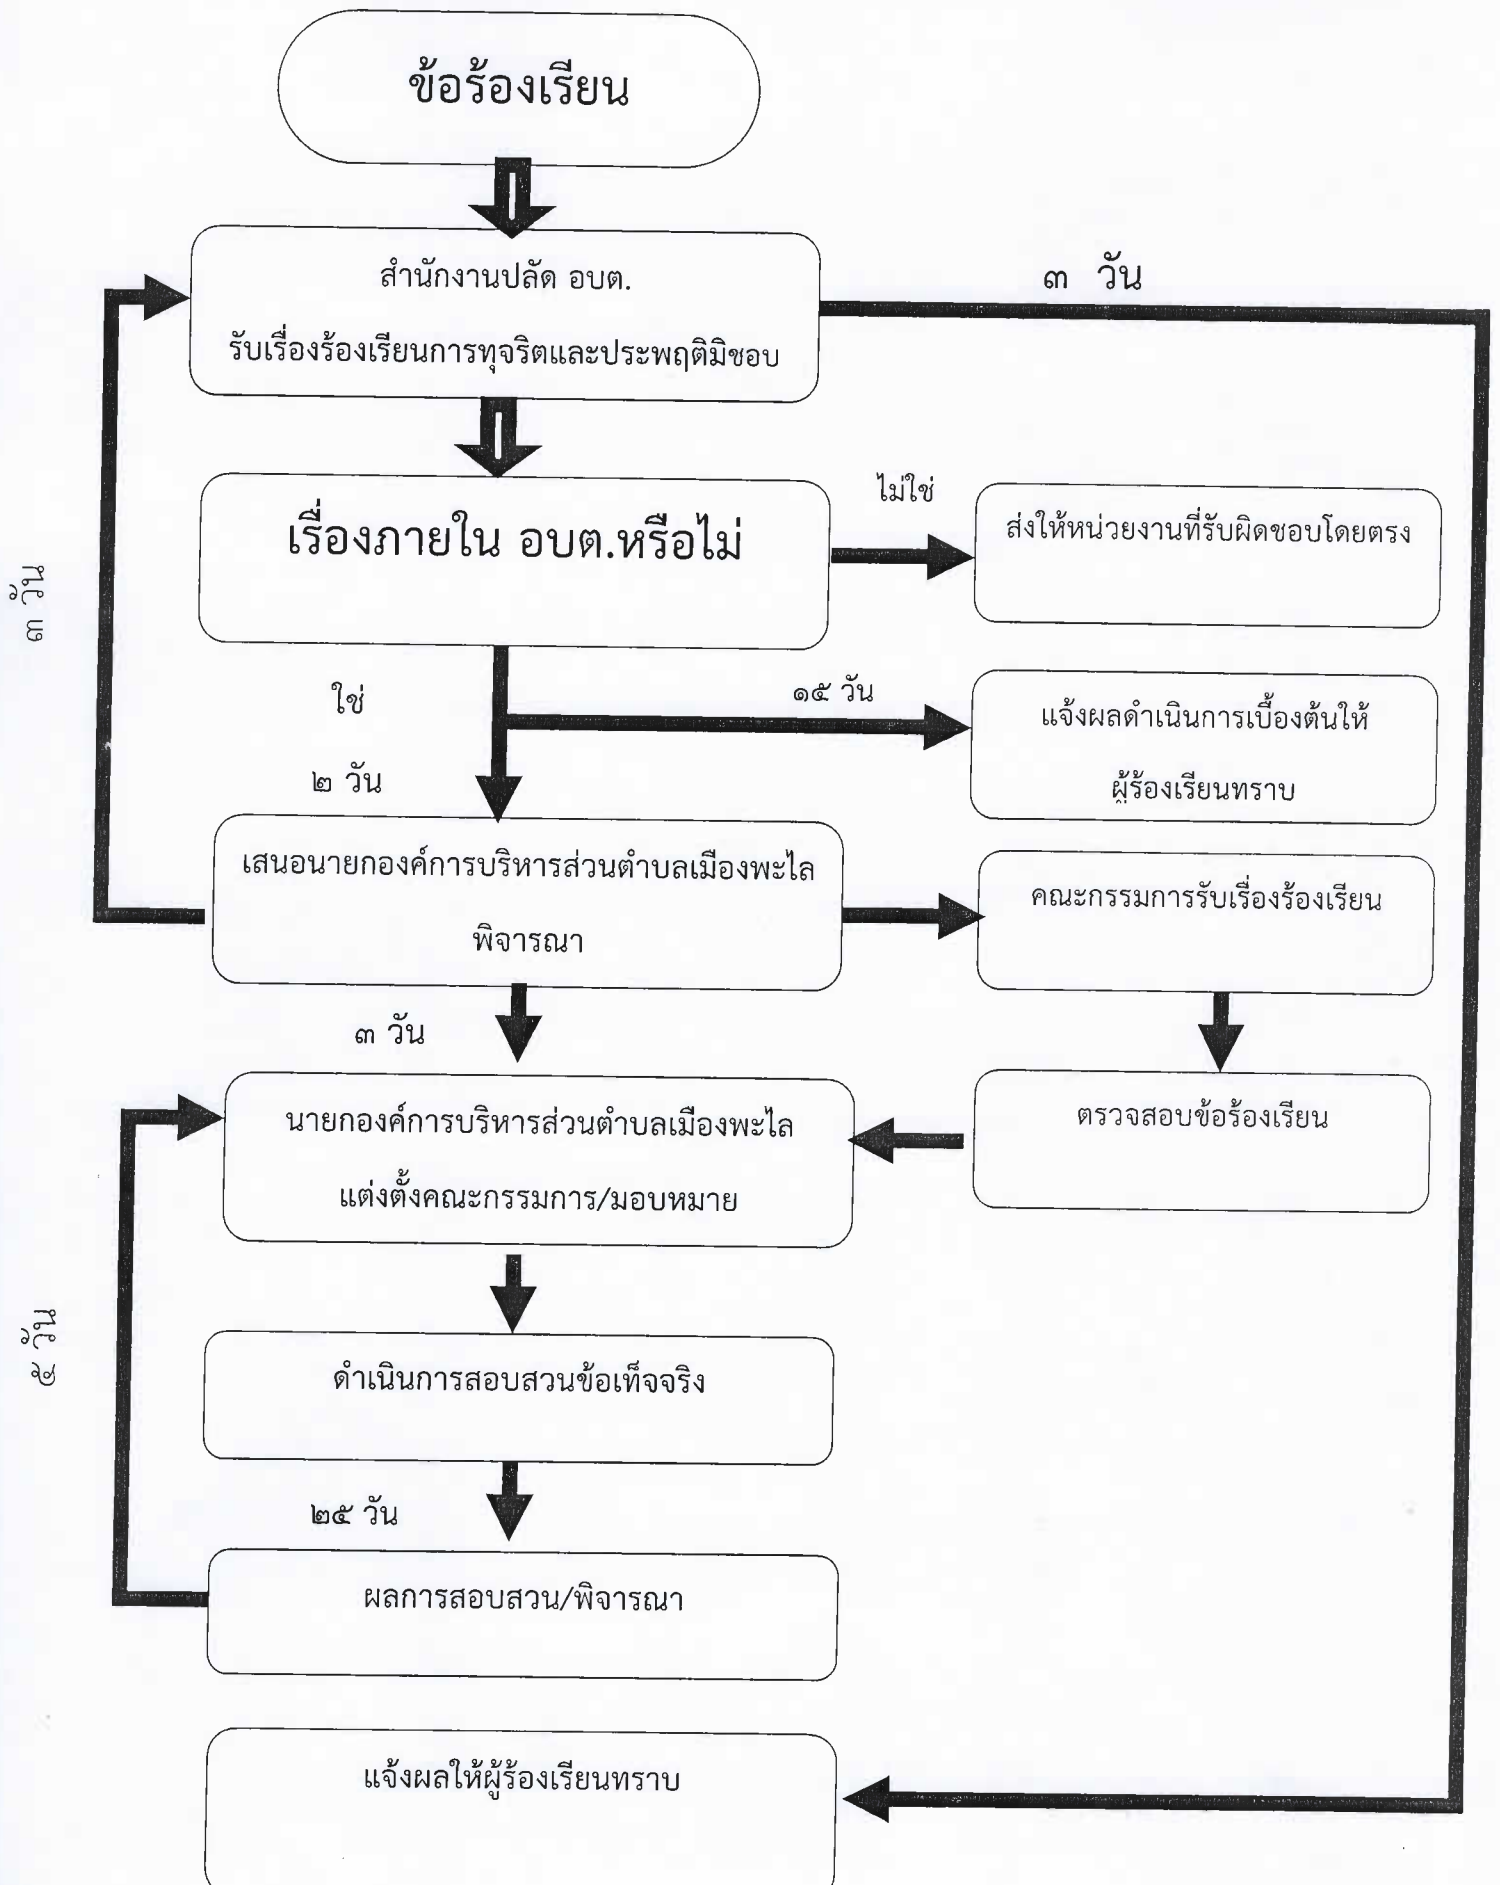 ข้อร้องเรียน
สำนักงานปลัด อบต.
รับเรื่องร้องเรียนการทุจริตและประพฤติมิชอบ
๓ วัน
เรื่องภายใน อบต.หรือไม่
ไม่ใช่
ส่งให้หน่วยงานที่รับผิดชอบโดยตรง
๓ วัน
ใช่
๑๕ วัน
แจ้งผลดำเนินการเบื้องต้นให้
ผู้ร้องเรียนทราบ
๒ วัน
เสนอนายกองค์การบริหารส่วนตำบลเมืองพะไล
พิจารณา
คณะกรรมการรับเรื่องร้องเรียน
๓ วัน
นายกองค์การบริหารส่วนตำบลเมืองพะไล
แต่งตั้งคณะกรรมการ/มอบหมาย
ตรวจสอบข้อร้องเรียน
๕ วัน
ดำเนินการสอบสวนข้อเท็จจริง
๒๕ วัน
ผลการสอบสวน/พิจารณา
แจ้งผลให้ผู้ร้องเรียนทราบ